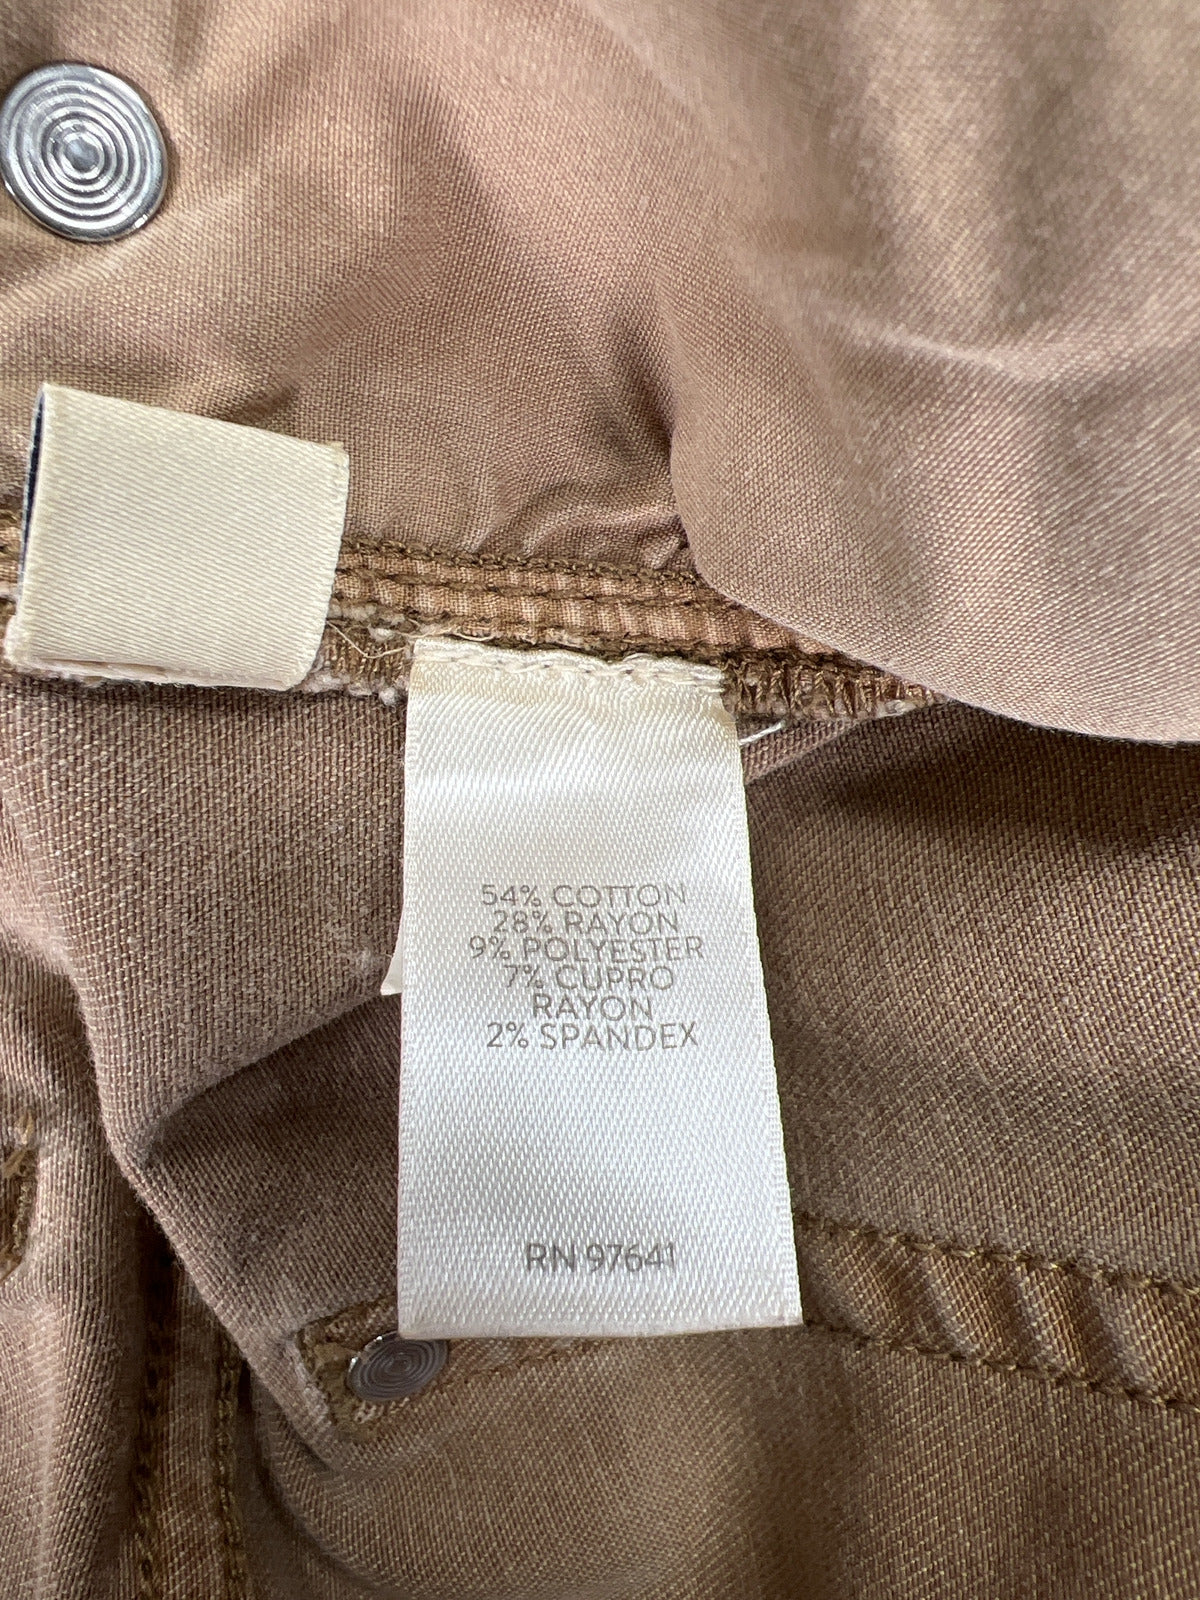 54% COTTON
28% RAYON
9% POLYESTER
7% CUPRO
RAYON
2% SPANDEX
RN 97641